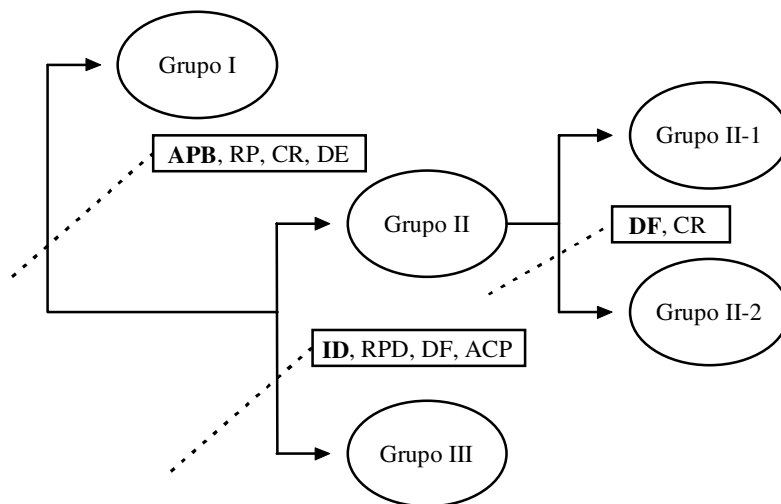 Grupo I
APB, RP, CR, DE
Grupo II-1
Grupo II
DF, CR
Grupo II-2
ID, RPD, DF, ACP
Grupo III